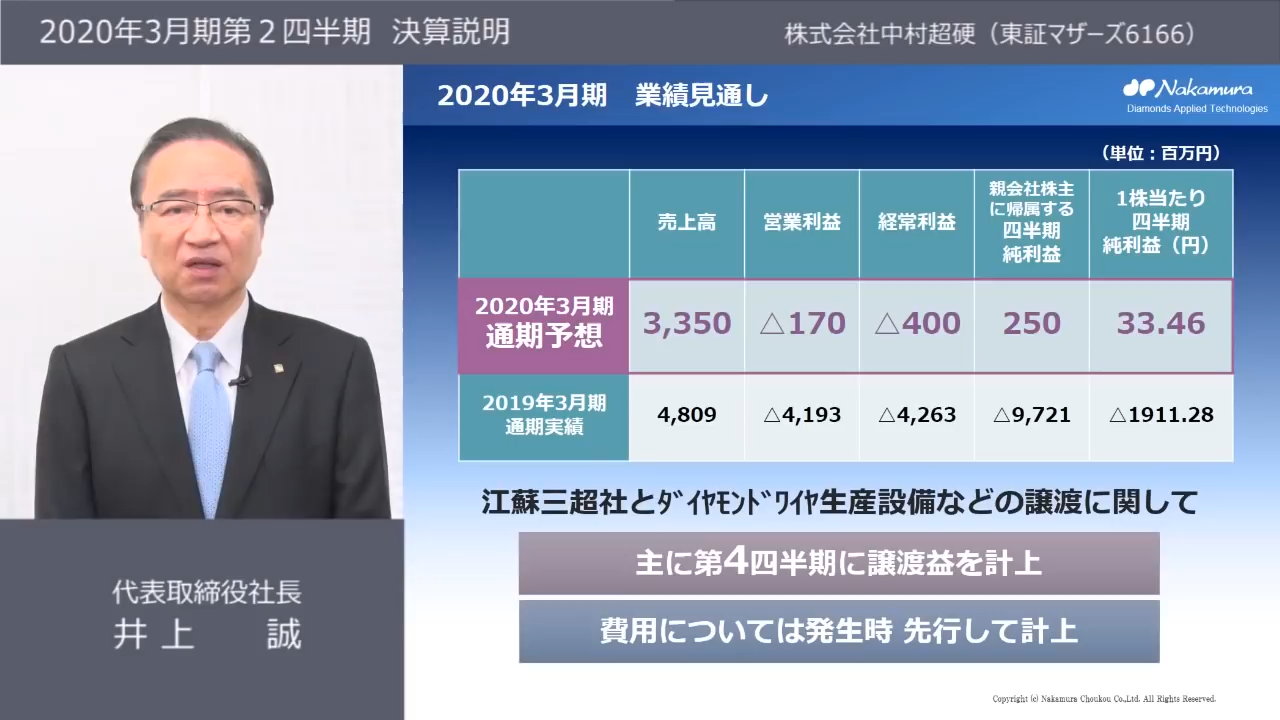 2020年3月期第２四半期 決算説明
株式会社中村超硬（東証マザーズ6166）
2020年3月期 業績見通し
Nakamura
Diamonds Applied Technologies
（単位：百万円）
売上高
営業利益
経常利益
親会社株主
に帰属する
四半期
純利益
1株当たり
四半期
純利益（円）
2020年3月期
通期予想
3,350
△170
△400
250
33.46
2019年3月期
通期実績
4,809
△4,193
△4,263
△9,721
△1911.28
江蘇三超社とﾀﾞｲﾔﾓﾝﾄﾞﾜｲﾔ生産設備などの譲渡に関して
主に第4四半期に譲渡益を計上
費用については発生時 先行して計上
代表取締役社長
井上 誠
Copyright (c) Nakamura Choukou Co.,Ltd. All Rights Reserved.